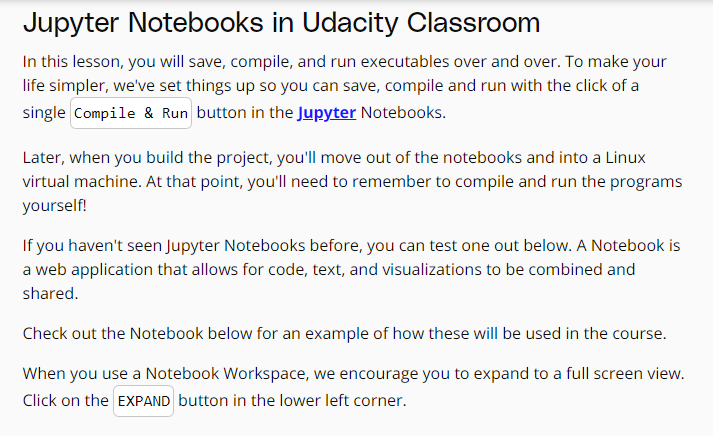 Jupyter Notebooks in Udacity Classroom
In this lesson, you will save, compile, and run executables over and over. To make your
life simpler, we've set things up so you can save, compile and run with the click of a
single Compile & Run button in the Jupyter Notebooks.
Later, when you build the project, you'll move out of the notebooks and into a Linux
virtual machine. At that point, you'll need to remember to compile and run the programs
yourself!
If you haven't seen Jupyter Notebooks before, you can test one out below. A Notebook is
a web application that allows for code, text, and visualizations to be combined and
shared.
Check out the Notebook below for an example of how these will be used in the course.
When you use a Notebook Workspace, we encourage you to expand to a full screen view.
Click on the EXPAND button in the lower left corner.